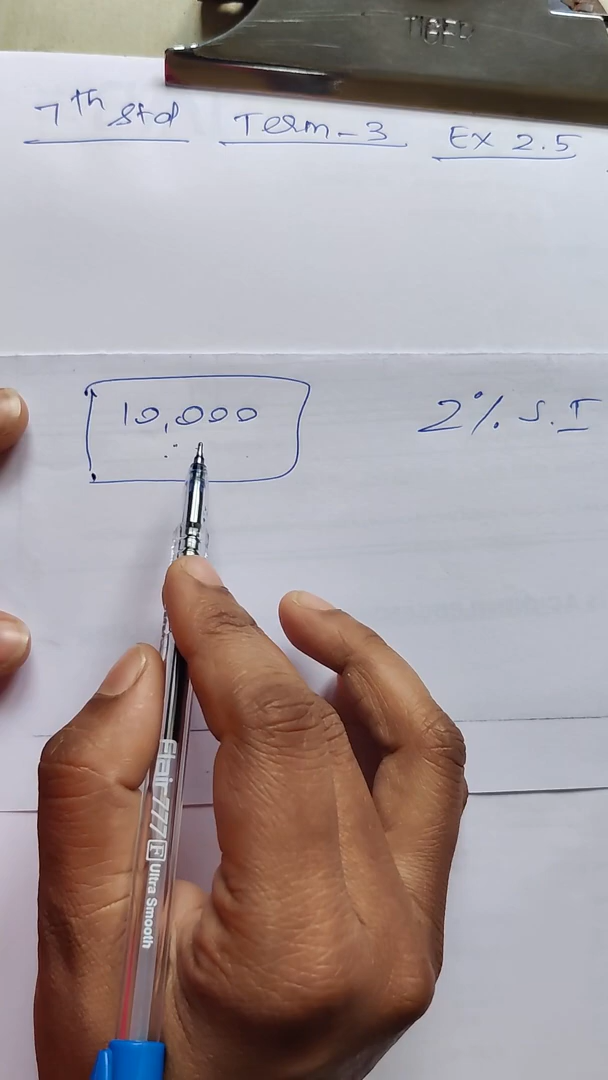 TIGER
7th Std Term-3 Ex 2.5
10,000 2% S.I
Flair 777 F Ultra Smooth